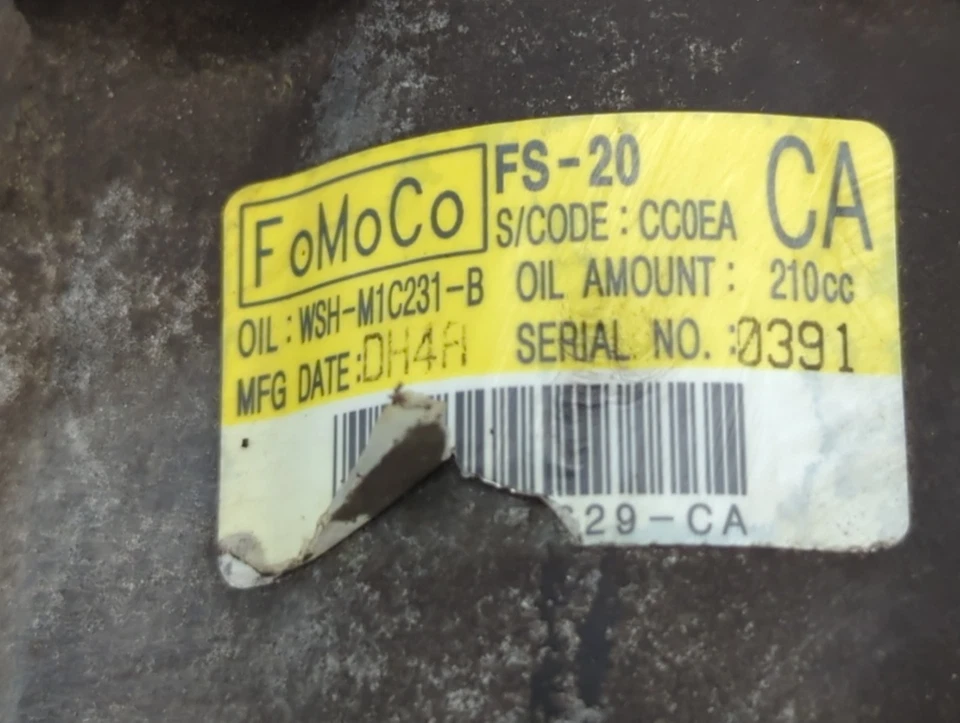 FoMoCo
FS-20
CA
S/CODE : CC0EA
OIL : WSH-M1C231-B
OIL AMOUNT : 210cc
MFG DATE : DH4A
SERIAL NO. : 0391
29-CA